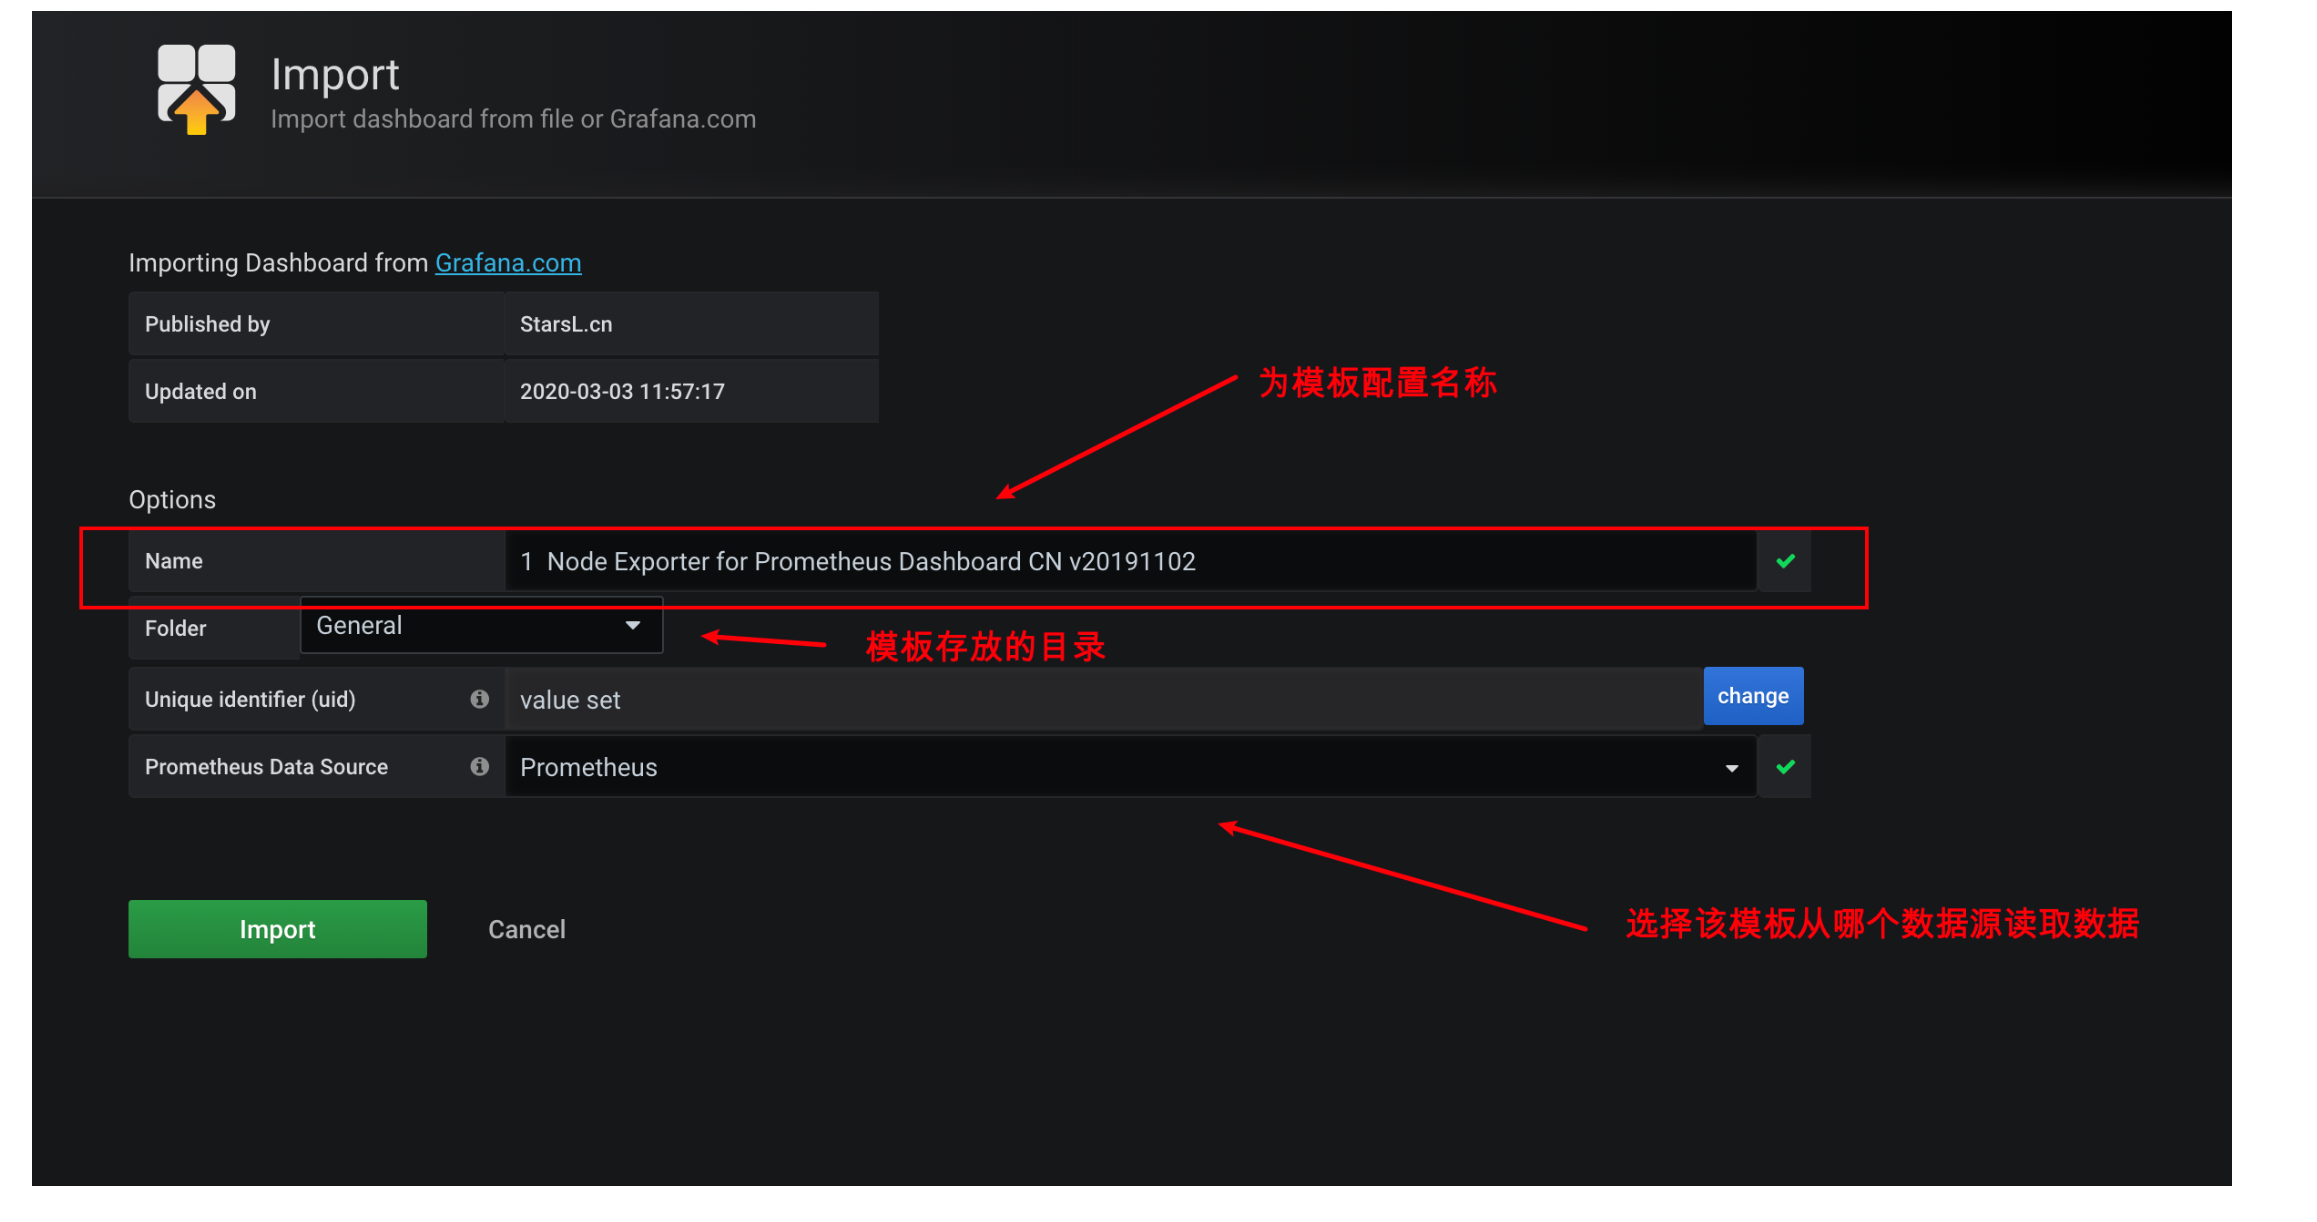 Import
Import dashboard from file or Grafana.com
Importing Dashboard from Grafana.com
Published by StarsL.cn
Updated on 2020-03-03 11:57:17
为模板配置名称
Options
Name 1 Node Exporter for Prometheus Dashboard CN v20191102
Folder General
模板存放的目录
Unique identifier (uid) value set change
Prometheus Data Source Prometheus
选择该模板从哪个数据源读取数据
Import Cancel